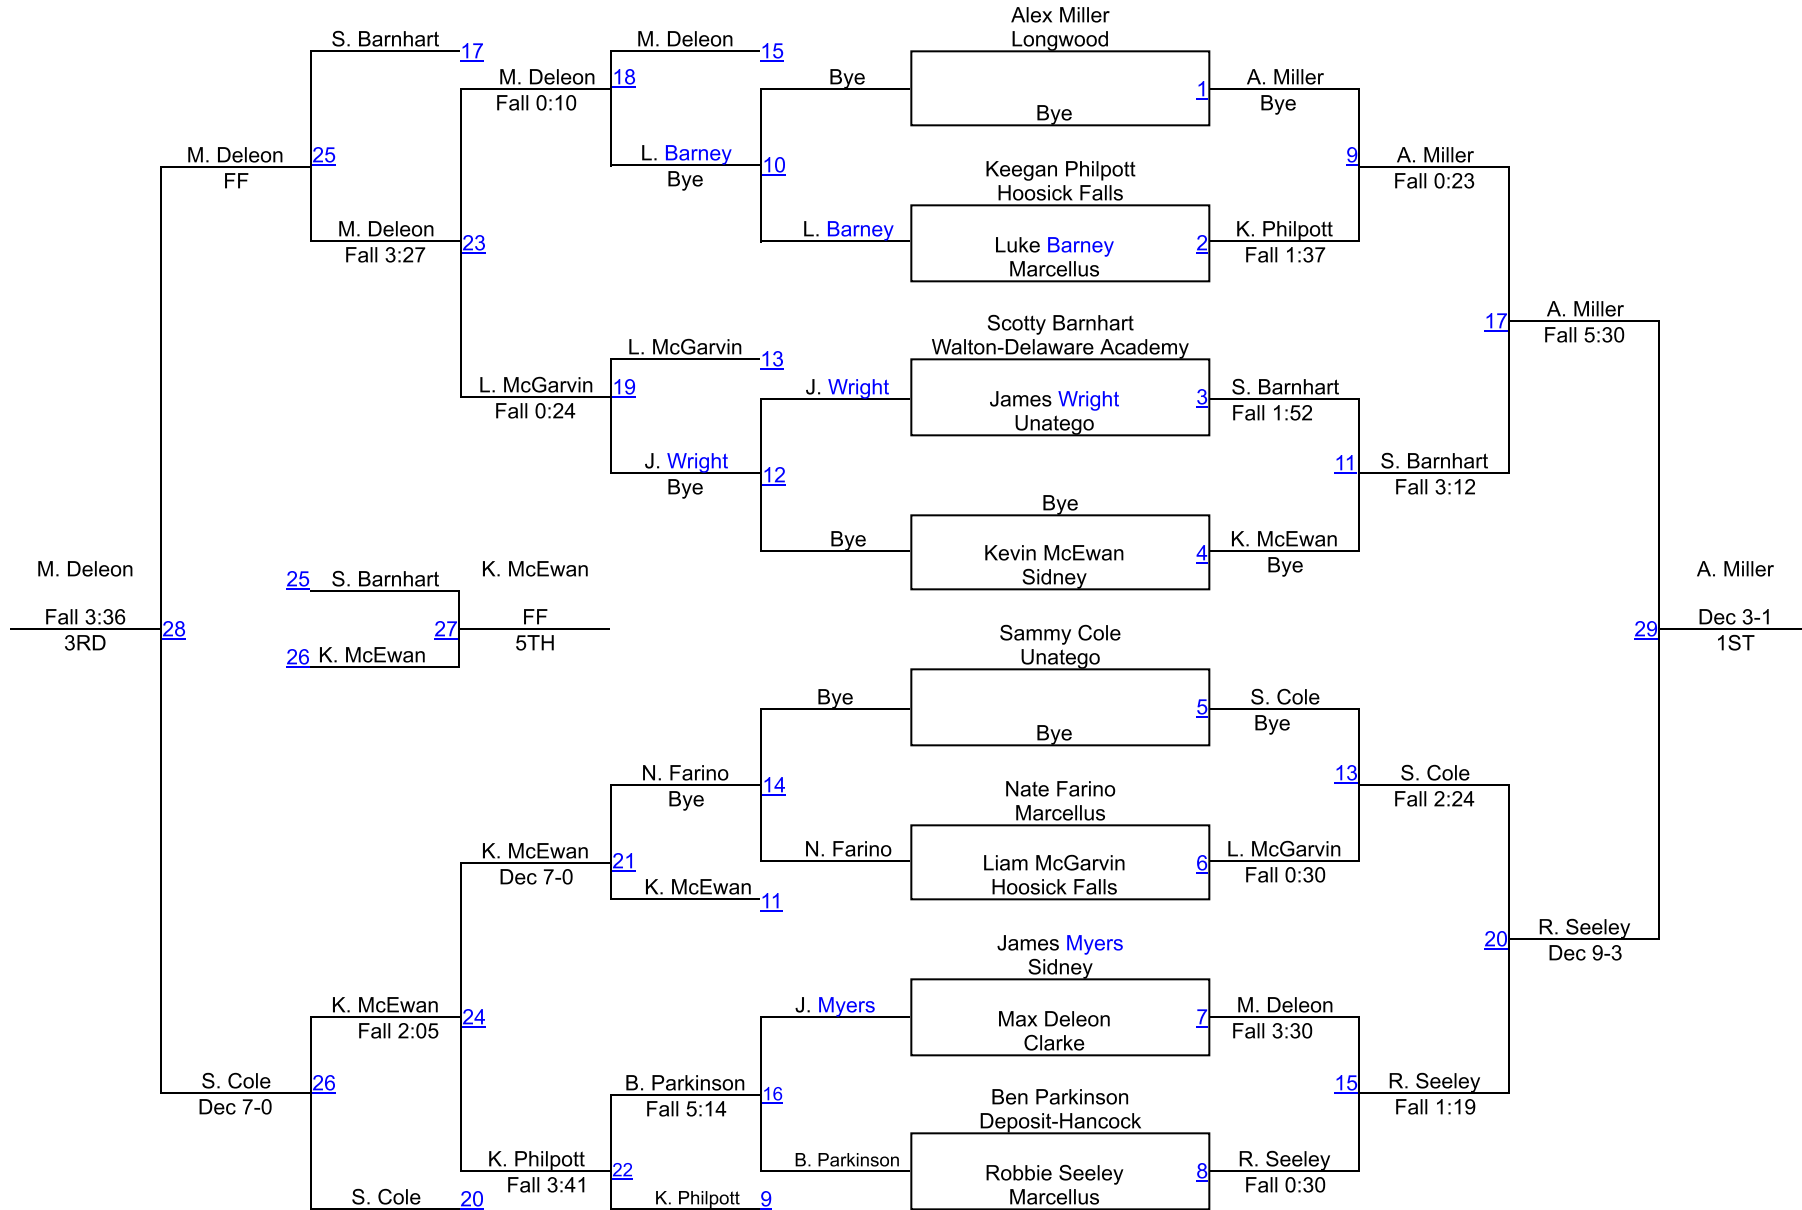 Alex Miller
S. Barnhart
M. Deleon
Longwood
17
15
M. Deleon
18
Bye
1
A. Miller
Fall 0:10
Bye
Bye
M. Deleon
25
L. Barney
10
9
A. Miller
FF
Bye
Keegan Philpott
Fall 0:23
Hoosick Falls
M. Deleon
L. Barney
K. Philpott
Fall 3:27
23
Luke Barney
2
Fall 1:37
Marcellus
A. Miller
Scotty Barnhart
17
Fall 5:30
L. McGarvin
Walton-Delaware Academy
13
L. McGarvin
19
J. Wright
James Wright
3
S. Barnhart
Fall 0:24
Unatego
Fall 1:52
J. Wright
12
11
S. Barnhart
Bye
Fall 3:12
Bye
Bye
Kevin McEwan
4
K. McEwan
M. Deleon
25
S. Barnhart
K. McEwan
Sidney
Bye
A. Miller
Fall 3:36
28
27
FF
29
Dec 3-1
3RD
26
K. McEwan
5TH
Sammy Cole
1ST
Unatego
Bye
5
S. Cole
Bye
Bye
N. Farino
14
13
S. Cole
Bye
Nate Farino
Fall 2:24
Marcellus
K. McEwan
21
N. Farino
Liam McGarvin
6
L. McGarvin
Dec 7-0
K. McEwan
11
Hoosick Falls
Fall 0:30
James Myers
20
R. Seeley
Sidney
Dec 9-3
K. McEwan
24
J. Myers
Max Deleon
7
M. Deleon
Fall 2:05
Clarke
Fall 3:30
S. Cole
26
B. Parkinson
16
Ben Parkinson
15
R. Seeley
Dec 7-0
Fall 5:14
Deposit-Hancock
Fall 1:19
K. Philpott
22
B. Parkinson
Robbie Seeley
8
R. Seeley
Fall 3:41
Marcellus
Fall 0:30
S. Cole
20
K. Philpott
9